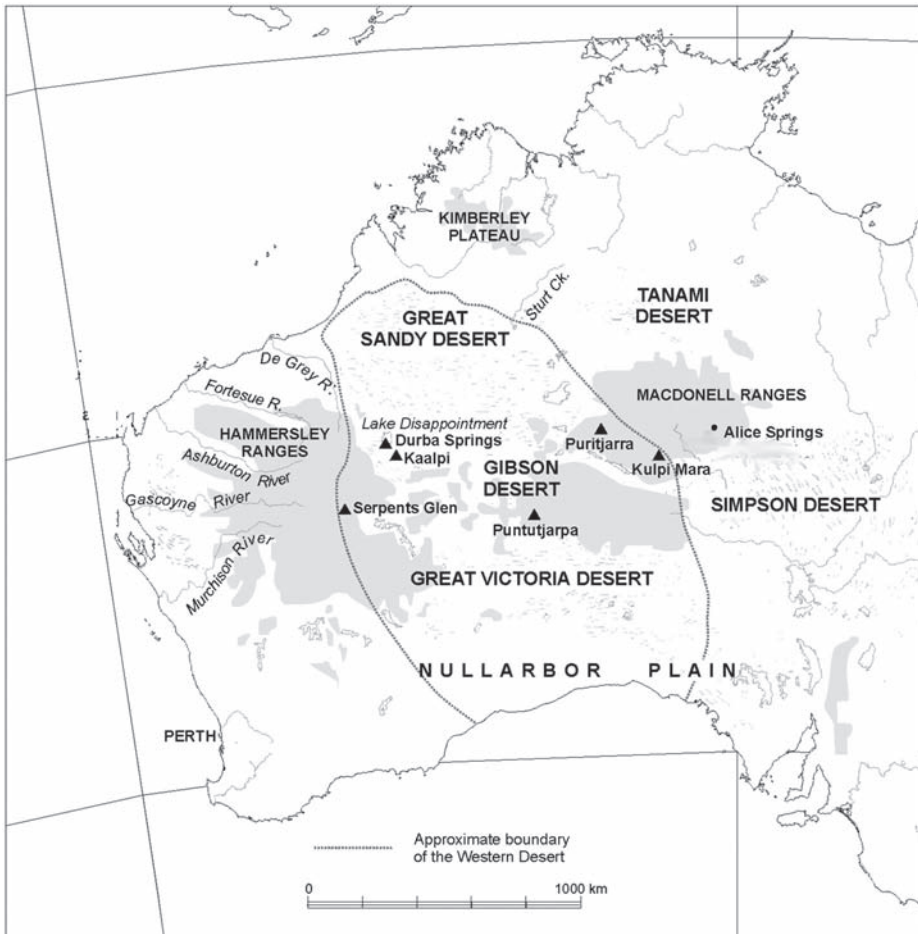 KIMBERLEY
PLATEAU
Sturt Ck.
TANAMI
DESERT
GREAT
SANDY DESERT
De Grey R.
Fortesue R.
MACDONELL RANGES
Lake Disappointment
HAMMERSLEY
RANGES
Durba Springs
Kaalpi
Puritjarra
Alice Springs
Ashburton River
GIBSON
DESERT
Kulpi Mara
Gascoyne River
SIMPSON DESERT
Serpents Glen
Puntutjarpa
Murchison River
GREAT VICTORIA DESERT
NULLARBOR PLAIN
PERTH
Approximate boundary
of the Western Desert
0 1000 km